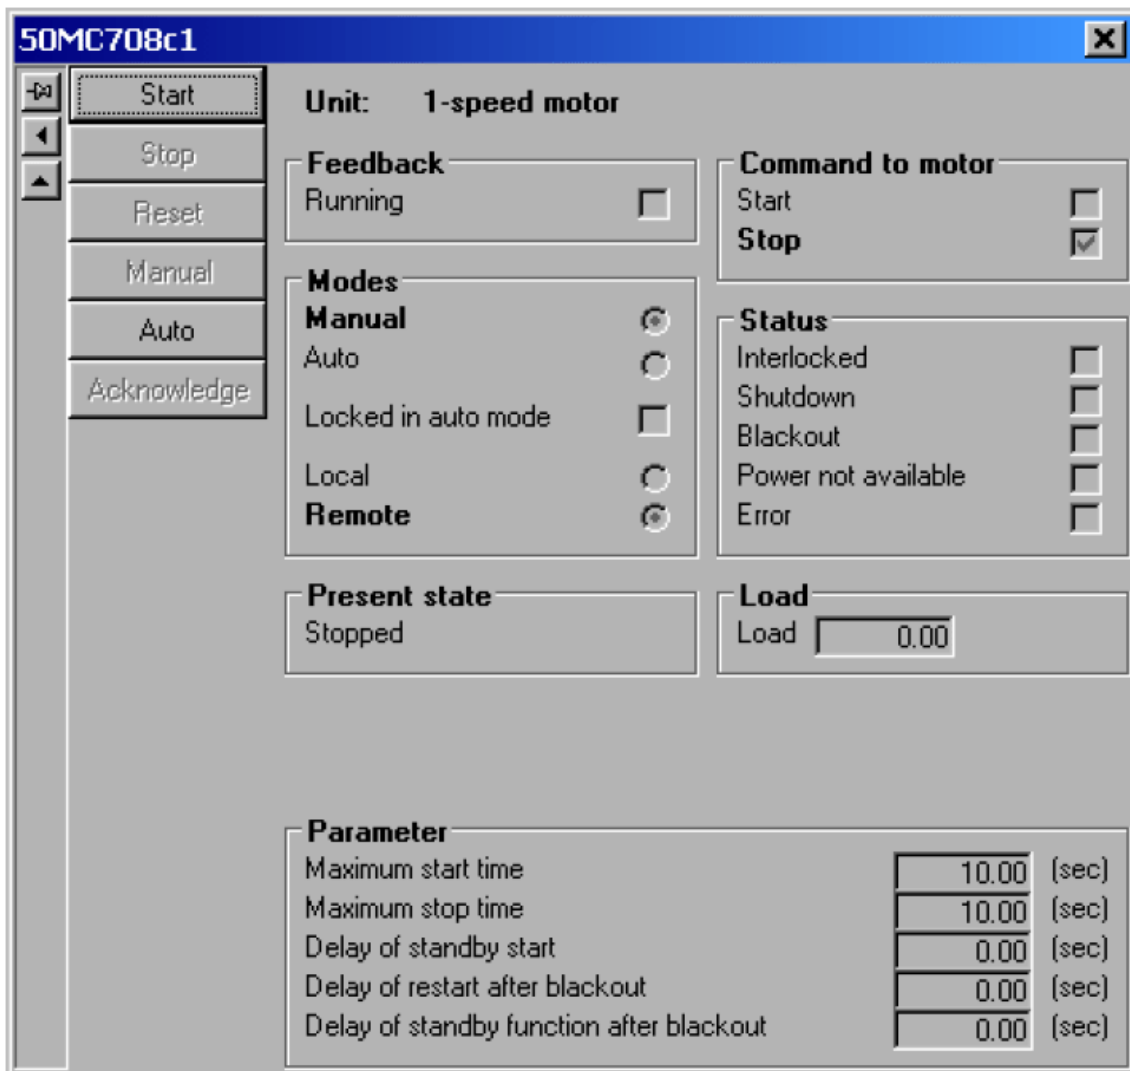 50MC708c1
Start
Stop
Reset
Manual
Auto
Acknowledge
Unit: 1-speed motor
Feedback
Running
Command to motor
Start
Stop
Modes
Manual
Auto
Locked in auto mode
Local
Remote
Status
Interlocked
Shutdown
Blackout
Power not available
Error
Present state
Stopped
Load
Load 0.00
Parameter
Maximum start time 10.00 (sec)
Maximum stop time 10.00 (sec)
Delay of standby start 0.00 (sec)
Delay of restart after blackout 0.00 (sec)
Delay of standby function after blackout 0.00 (sec)